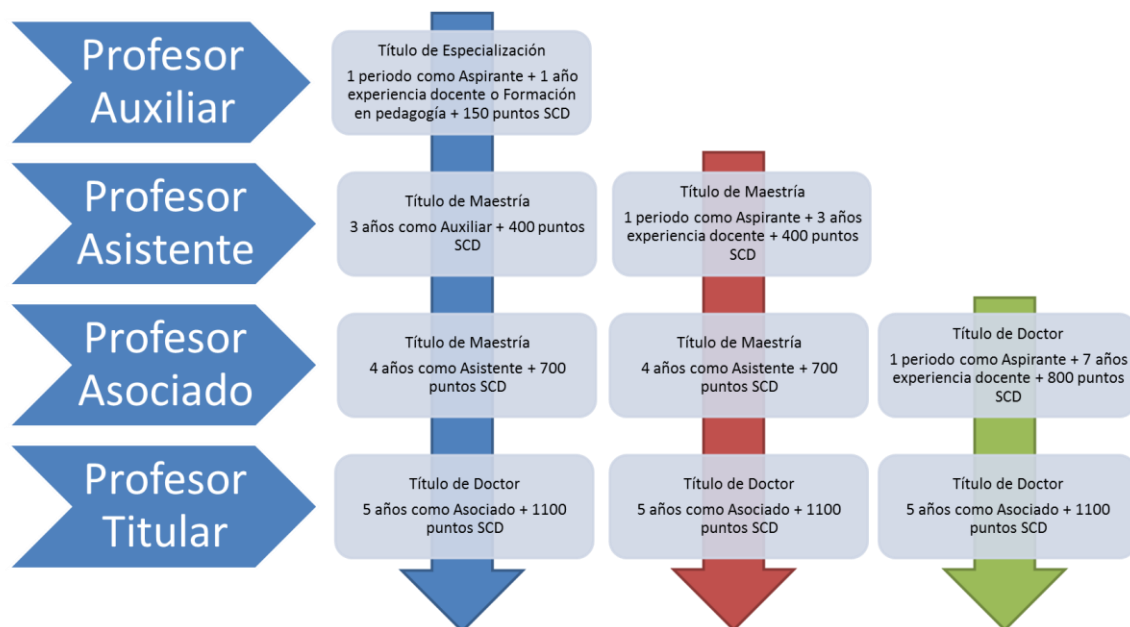 Profesor
Auxiliar
Título de Especialización
1 periodo como Aspirante + 1 año
experiencia docente o Formación
en pedagogía + 150 puntos SCD
Profesor
Asistente
Título de Maestría
3 años como Auxiliar + 400 puntos
SCD
Título de Maestría
1 periodo como Aspirante + 3 años
experiencia docente + 400 puntos
SCD
Profesor
Asociado
Título de Maestría
4 años como Asistente + 700
puntos SCD
Título de Maestría
4 años como Asistente + 700
puntos SCD
Título de Doctor
1 periodo como Aspirante + 7 años
experiencia docente + 800 puntos
SCD
Profesor
Titular
Título de Doctor
5 años como Asociado + 1100
puntos SCD
Título de Doctor
5 años como Asociado + 1100
puntos SCD
Título de Doctor
5 años como Asociado + 1100
puntos SCD